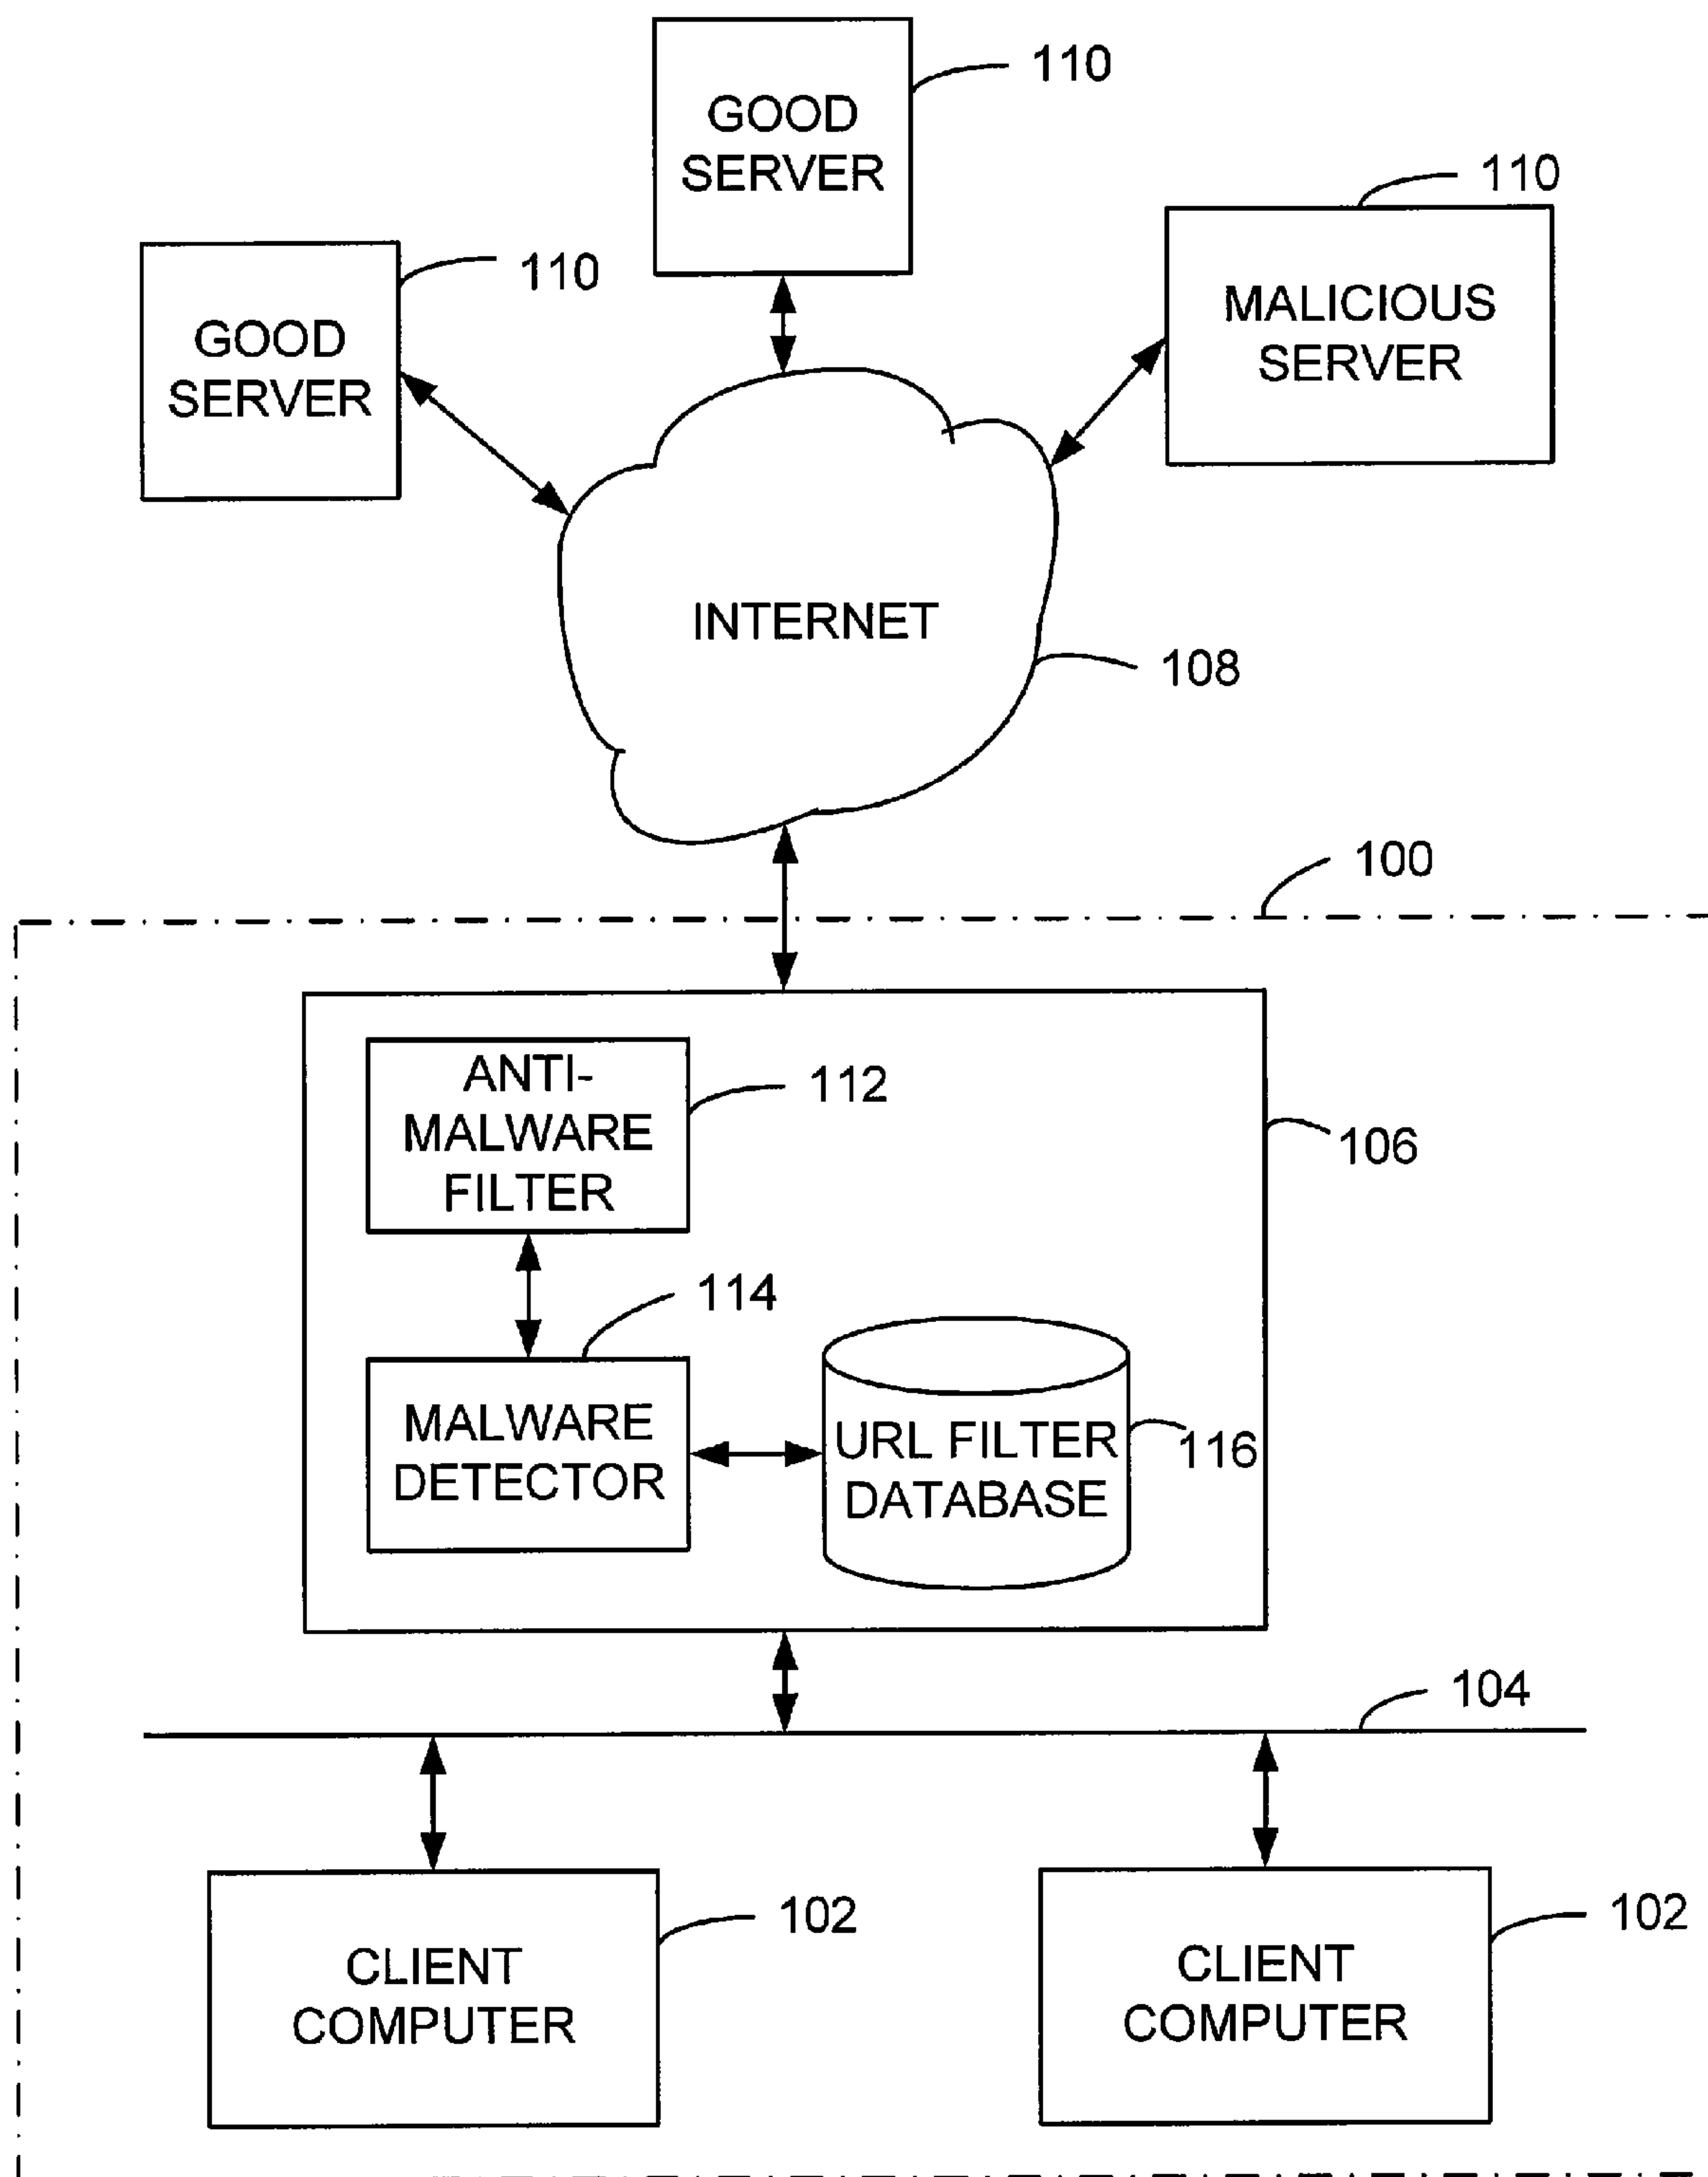 GOOD
SERVER
110
GOOD
SERVER
110
MALICIOUS
SERVER
110
INTERNET
108
100
ANTI-
MALWARE
FILTER
112
106
114
MALWARE
DETECTOR
URL FILTER
DATABASE
116
104
CLIENT
COMPUTER
102
CLIENT
COMPUTER
102